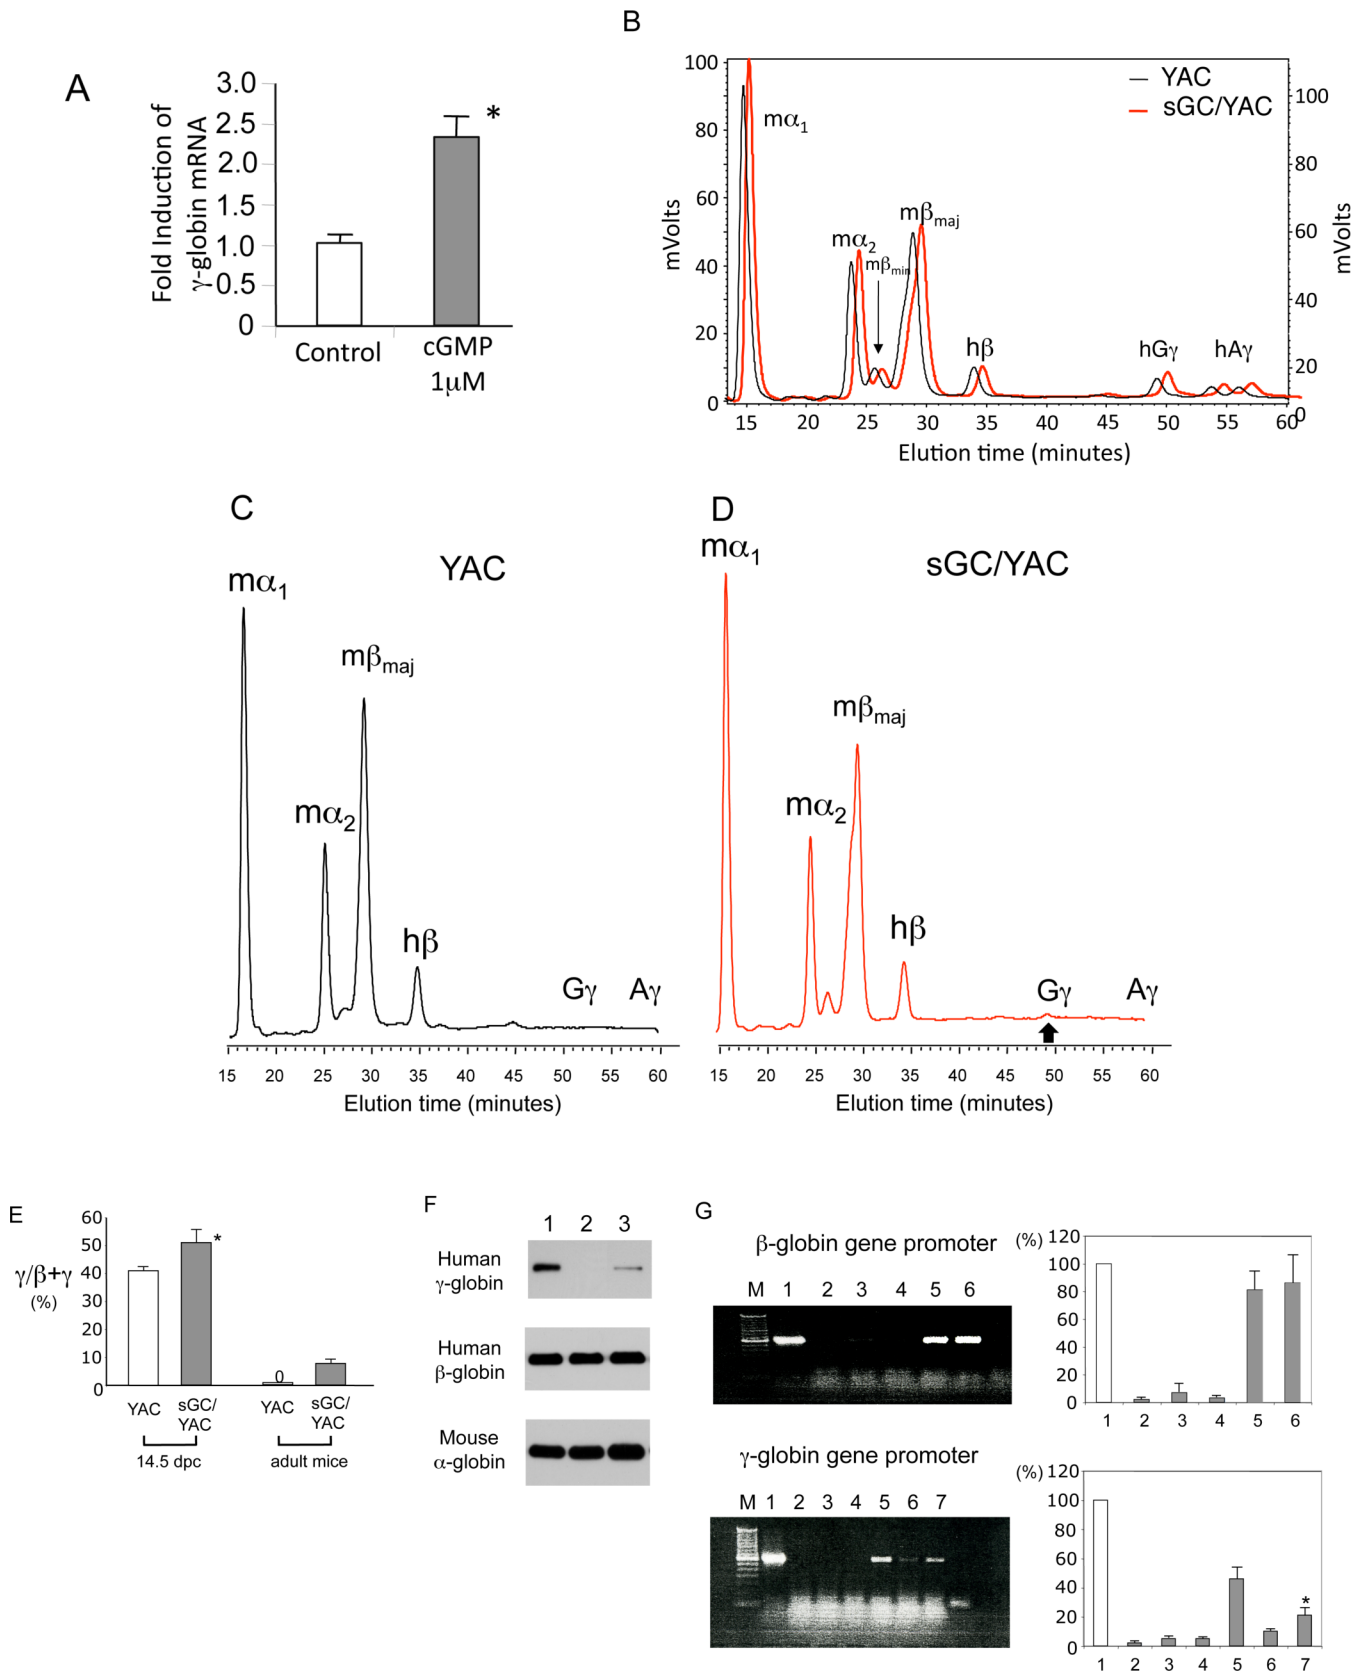 A
Fold Induction of
γ-globin mRNA
3.0
2.5
2.0
1.5
1.0
0.5
0
*
Control
cGMP
1μM
B
YAC
sGC/YAC
mVolts
100
80
60
40
20
0
mα1
mα2
mβmin
mβmaj
hβ
hGγ
hAγ
100
80
60
40
20
0
mVolts
15 20 25 30 35 40 45 50 55 60
Elution time (minutes)
C
YAC
mα1
mα2
mβmaj
hβ
Gγ
Aγ
15 20 25 30 35 40 45 50 55 60
Elution time (minutes)
D
sGC/YAC
mα1
mα2
mβmaj
hβ
Gγ
Aγ
15 20 25 30 35 40 45 50 55 60
Elution time (minutes)
E
γ/β+γ
(%)
60
50
40
30
20
10
0
*
0
YAC sGC/YAC YAC sGC/YAC
14.5 dpc
adult mice
F
1 2 3
Human
γ-globin
Human
β-globin
Mouse
α-globin
G
β-globin gene promoter
M 1 2 3 4 5 6
(%)
120
100
80
60
40
20
0
1 2 3 4 5 6
γ-globin gene promoter
M 1 2 3 4 5 6 7
(%)
120
100
80
60
40
20
0
*
1 2 3 4 5 6 7